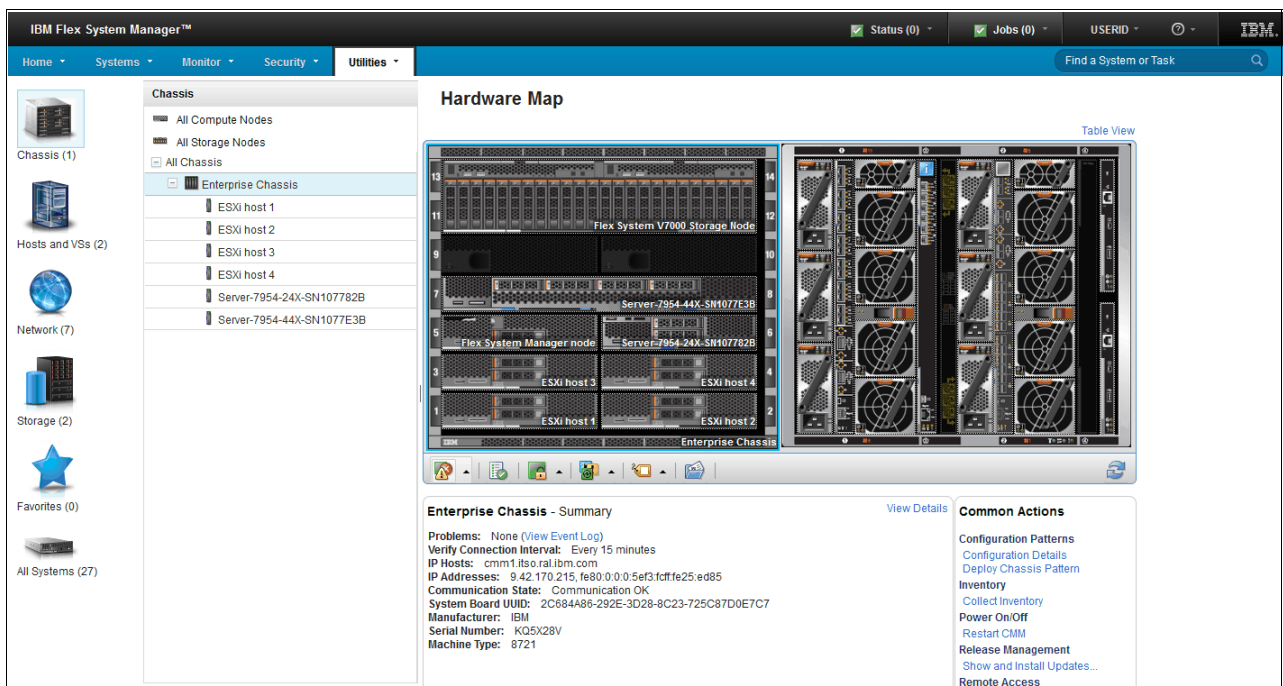 IBM Flex System Manager™
Status (0)
Jobs (0)
USERID
IBM.
Home
Systems
Monitor
Security
Utilities
Find a System or Task
Chassis (1)
Hosts and VSs (2)
Network (7)
Storage (2)
Favorites (0)
All Systems (27)
Chassis
All Compute Nodes
All Storage Nodes
All Chassis
Enterprise Chassis
ESXi host 1
ESXi host 2
ESXi host 3
ESXi host 4
Server-7954-24X-SN107782B
Server-7954-44X-SN1077E3B
Hardware Map
Table View
13
14
11
12
Flex System V7000 Storage Node
9
10
7
8
Server-7954-44X-SN1077E3B
5
6
Flex System Manager node
Server-7954-24X-SN107782B
3
4
ESXi host 3
ESXi host 4
1
2
ESXi host 1
ESXi host 2
IBM
Enterprise Chassis
Enterprise Chassis - Summary
View Details
Problems: None (View Event Log)
Verify Connection Interval: Every 15 minutes
IP Hosts: cmm1.itso.ral.ibm.com
IP Addresses: 9.42.170.215, fe80:0:0:0:5ef3:fcff:fe25:ed85
Communication State: Communication OK
System Board UUID: 2C684A86-292E-3D28-8C23-725C87D0E7C7
Manufacturer: IBM
Serial Number: KQ5X28V
Machine Type: 8721
Common Actions
Configuration Patterns
Configuration Details
Deploy Chassis Pattern
Inventory
Collect Inventory
Power On/Off
Restart CMM
Release Management
Show and Install Updates...
Remote Access